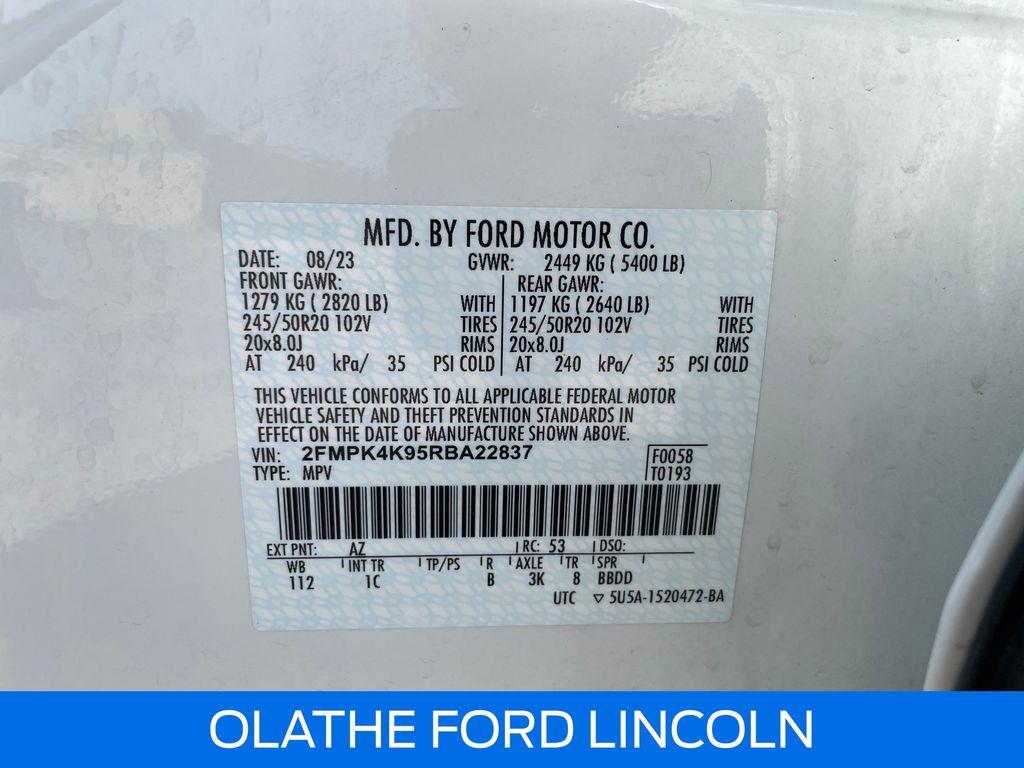 MFD. BY FORD MOTOR CO.
DATE: 08/23 GVWR: 2449 KG ( 5400 LB)
FRONT GAWR: REAR GAWR:
1279 KG ( 2820 LB) WITH 1197 KG ( 2640 LB) WITH
245/50R20 102V TIRES 245/50R20 102V TIRES
20x8.0J RIMS 20x8.0J RIMS
AT 240 kPa/ 35 PSI COLD AT 240 kPa/ 35 PSI COLD
THIS VEHICLE CONFORMS TO ALL APPLICABLE FEDERAL MOTOR
VEHICLE SAFETY AND THEFT PREVENTION STANDARDS IN
EFFECT ON THE DATE OF MANUFACTURE SHOWN ABOVE.
VIN: 2FMPK4K95RBA22837 F0058
TYPE: MPV T0193
EXT PNT: AZ RC: 53 DSO:
WB INT TR TP/PS R AXLE TR SPR
112 1C B 3K 8 BBDD
UTC ▽ 5U5A-1520472-BA
OLATHE FORD LINCOLN